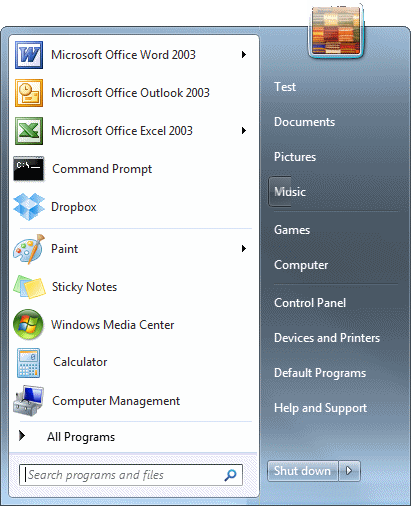 Microsoft Office Word 2003
Microsoft Office Outlook 2003
Microsoft Office Excel 2003
C:\_
Command Prompt
Dropbox
Paint
Sticky Notes
Windows Media Center
Calculator
Computer Management
All Programs
Search programs and files
Test
Documents
Pictures
Music
Games
Computer
Control Panel
Devices and Printers
Default Programs
Help and Support
Shut down